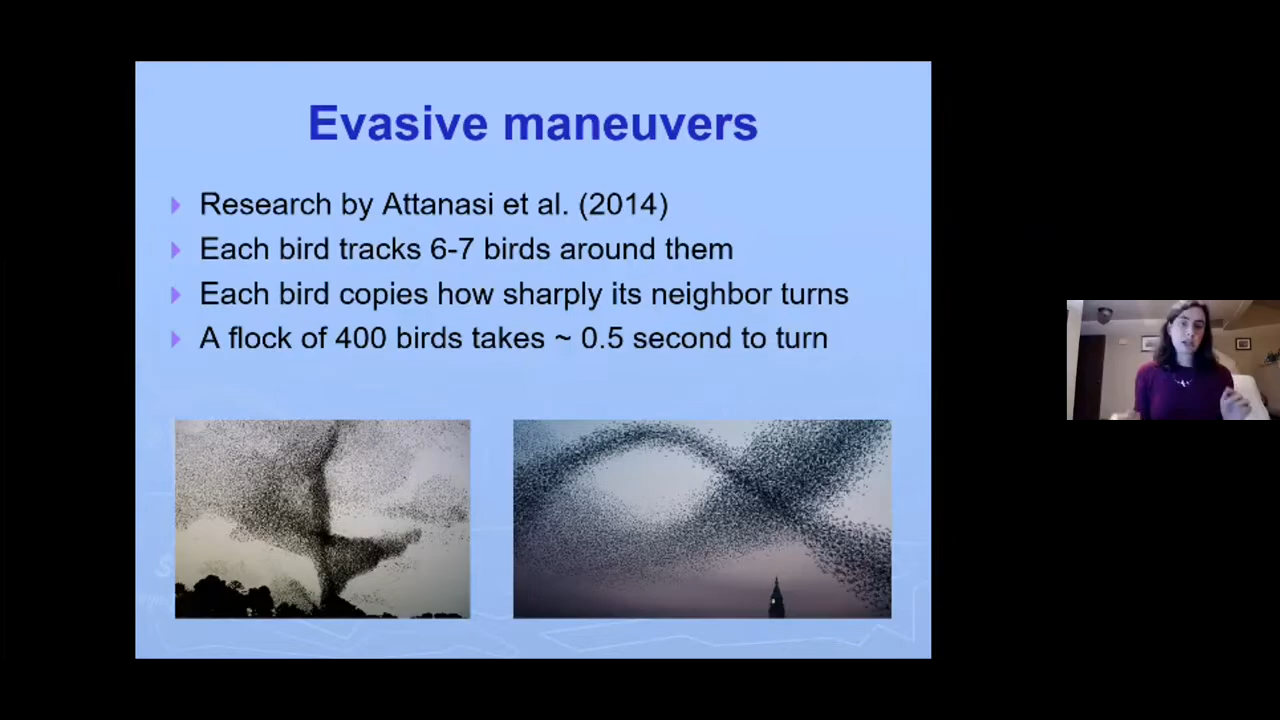 Evasive maneuvers
Research by Attanasi et al. (2014)
Each bird tracks 6-7 birds around them
Each bird copies how sharply its neighbor turns
A flock of 400 birds takes ~ 0.5 second to turn